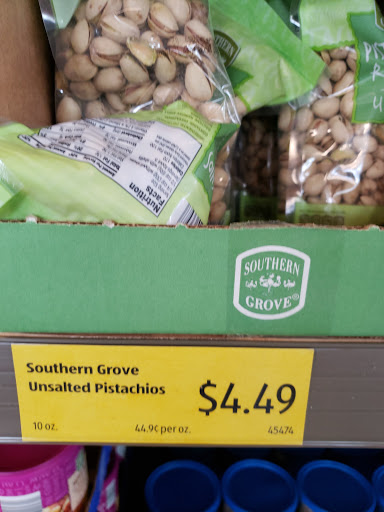 Nutrition
Facts
SOUTHERN
GROVE®
Southern Grove
Unsalted Pistachios
$4.49
10 oz.
44.9¢ per oz.
45474